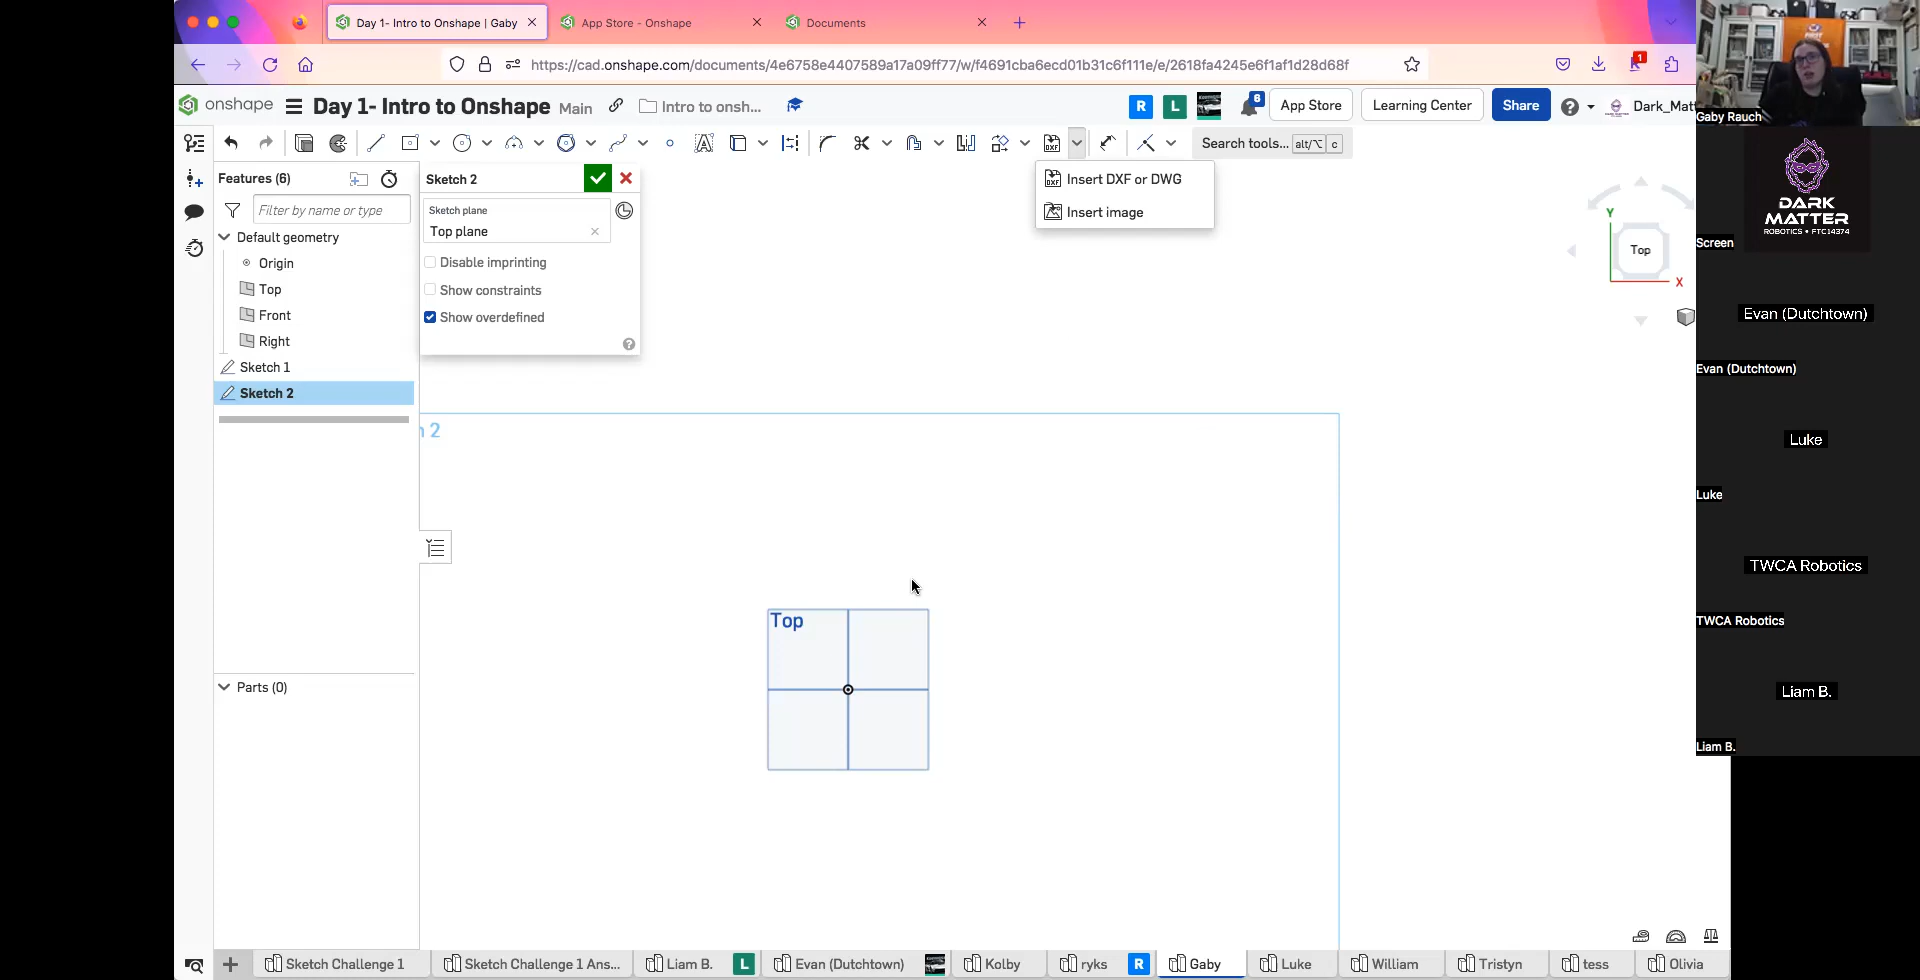 Day 1- Intro to Onshape | Gaby
App Store - Onshape
Documents
https://cad.onshape.com/documents/4e6758e4407589a17a09ff77/w/f4691cba6ecd01b31c6f111e/e/2618fa4245e6f1af1d28d68f
1
onshape
Day 1- Intro to Onshape
Main
Intro to onsh...
R
L
6
App Store
Learning Center
Share
Dark_Matt
Gaby Rauch
DXF
Search tools...
alt/⌥
c
Features (6)
Filter by name or type
Default geometry
Origin
Top
Front
Right
Sketch 1
Sketch 2
Parts (0)
Sketch 2
Sketch plane
Top plane
Disable imprinting
Show constraints
Show overdefined
Insert DXF or DWG
Insert image
Y
Top
X
h 2
Top
DARK
MATTER
ROBOTICS • FTC14374
Screen
Evan (Dutchtown)
Evan (Dutchtown)
Luke
Luke
TWCA Robotics
TWCA Robotics
Liam B.
Liam B.
Sketch Challenge 1
Sketch Challenge 1 Ans...
Liam B.
L
Evan (Dutchtown)
Kolby
ryks
R
Gaby
Luke
William
Tristyn
tess
Olivia